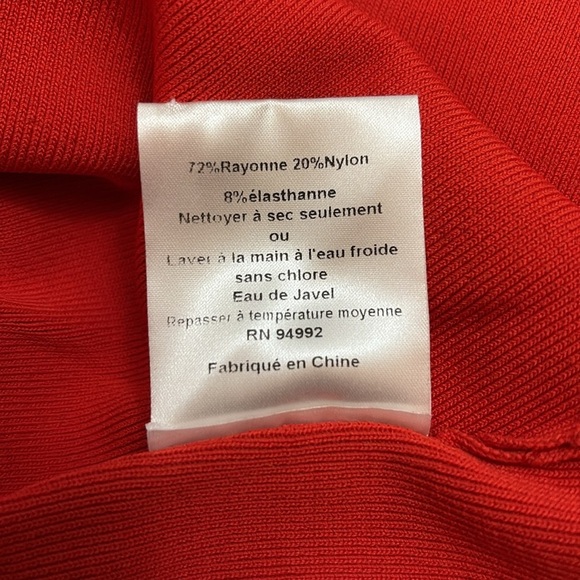 72%Rayonne 20%Nylon
8%élasthanne
Nettoyer à sec seulement
ou
Laver à la main à l'eau froide
sans chlore
Eau de Javel
Repasser à température moyenne
RN 94992
Fabriqué en Chine